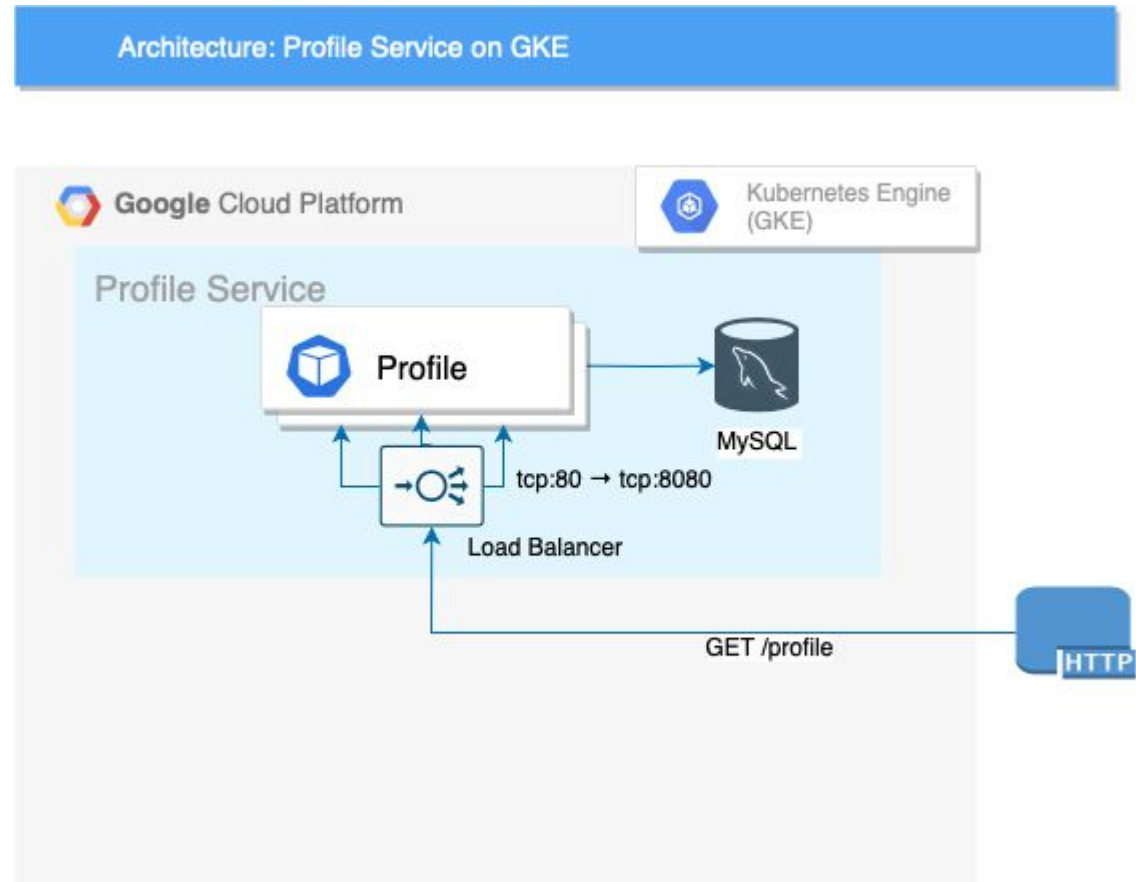 Architecture: Profile Service on GKE
Google Cloud Platform
Kubernetes Engine
(GKE)
Profile Service
Profile
MySQL
tcp:80 → tcp:8080
Load Balancer
GET /profile
HTTP